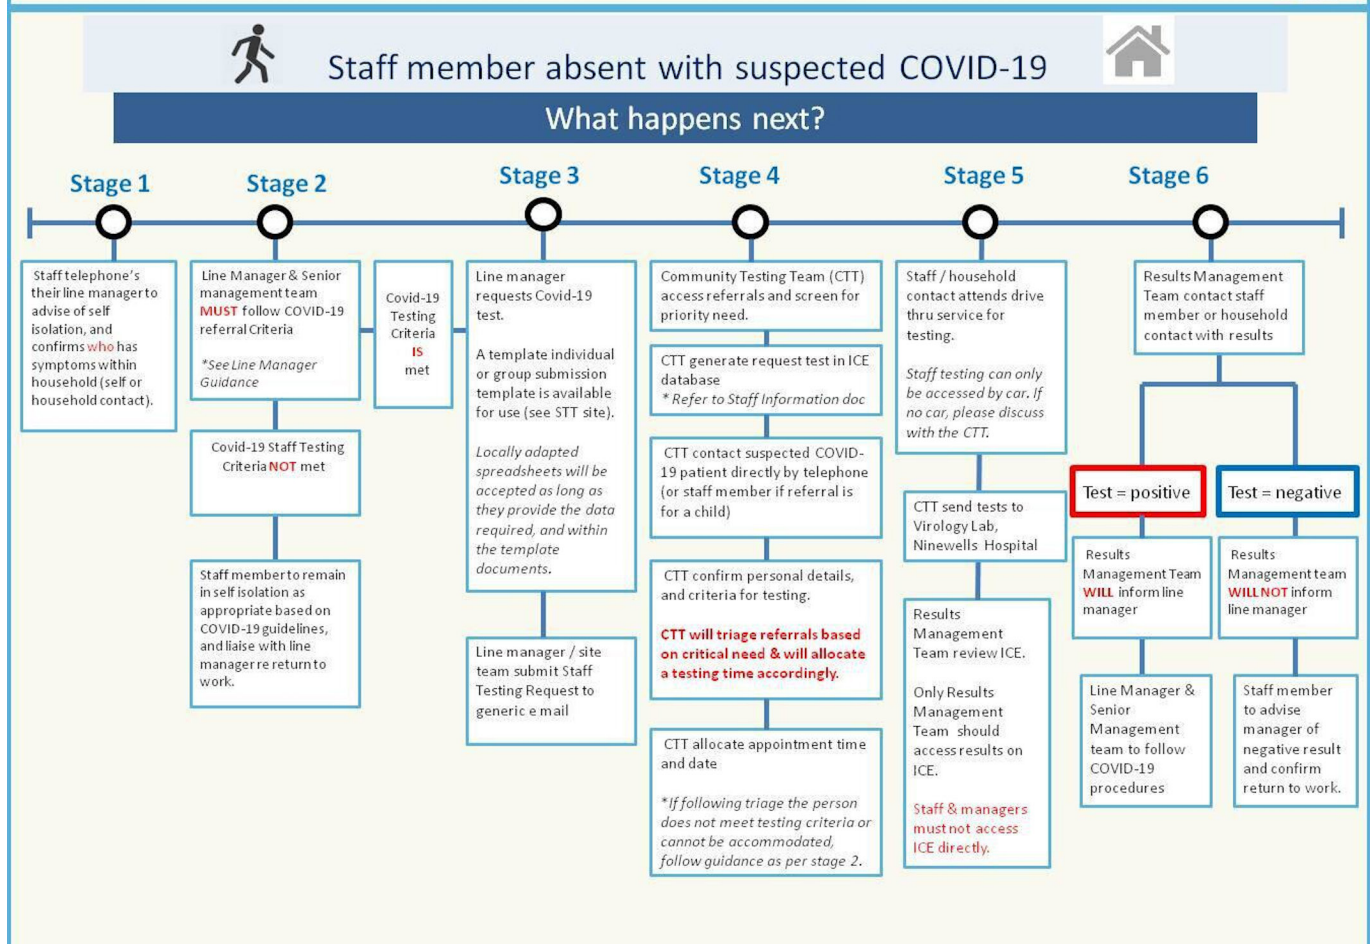 Staff member absent with suspected COVID-19
What happens next?
Stage 1
Stage 2
Stage 3
Stage 4
Stage 5
Stage 6
Staff telephone's
their line manager to
advise of self
isolation, and
confirms who has
symptoms within
household (self or
household contact).
Line Manager & Senior
management team
MUST follow COVID-19
referral Criteria
*See Line Manager
Guidance
Covid-19 Staff Testing
Criteria NOT met
Staff member to remain
in self isolation as
appropriate based on
COVID-19 guidelines,
and liaise with line
manager re return to
work.
Covid-19
Testing
Criteria
IS
met
Line manager
requests Covid-19
test.
A template individual
or group submission
template is available
for use (see STT site).
Locally adapted
spreadsheets will be
accepted as long as
they provide the data
required, and within
the template
documents.
Line manager / site
team submit Staff
Testing Request to
generic e mail
Community Testing Team (CTT)
access referrals and screen for
priority need.
CTT generate request test in ICE
database
* Refer to Staff Information doc
CTT contact suspected COVID-
19 patient directly by telephone
(or staff member if referral is
for a child)
CTT confirm personal details,
and criteria for testing.
CTT will triage referrals based
on critical need & will allocate
a testing time accordingly.
CTT allocate appointment time
and date
*If following triage the person
does not meet testing criteria or
cannot be accommodated,
follow guidance as per stage 2.
Staff / household
contact attends drive
thru service for
testing.
Staff testing can only
be accessed by car. If
no car, please discuss
with the CTT.
CTT send tests to
Virology Lab,
Ninewells Hospital
Results
Management
Team review ICE.
Only Results
Management
Team should
access results on
ICE.
Staff & managers
must not access
ICE directly.
Results Management
Team contact staff
member or household
contact with results
Test = positive
Results
Management Team
WILL inform line
manager
Line Manager &
Senior
Management
team to follow
COVID-19
procedures
Test = negative
Results
Management team
WILL NOT inform
line manager
Staff member
to advise
manager of
negative result
and confirm
return to work.